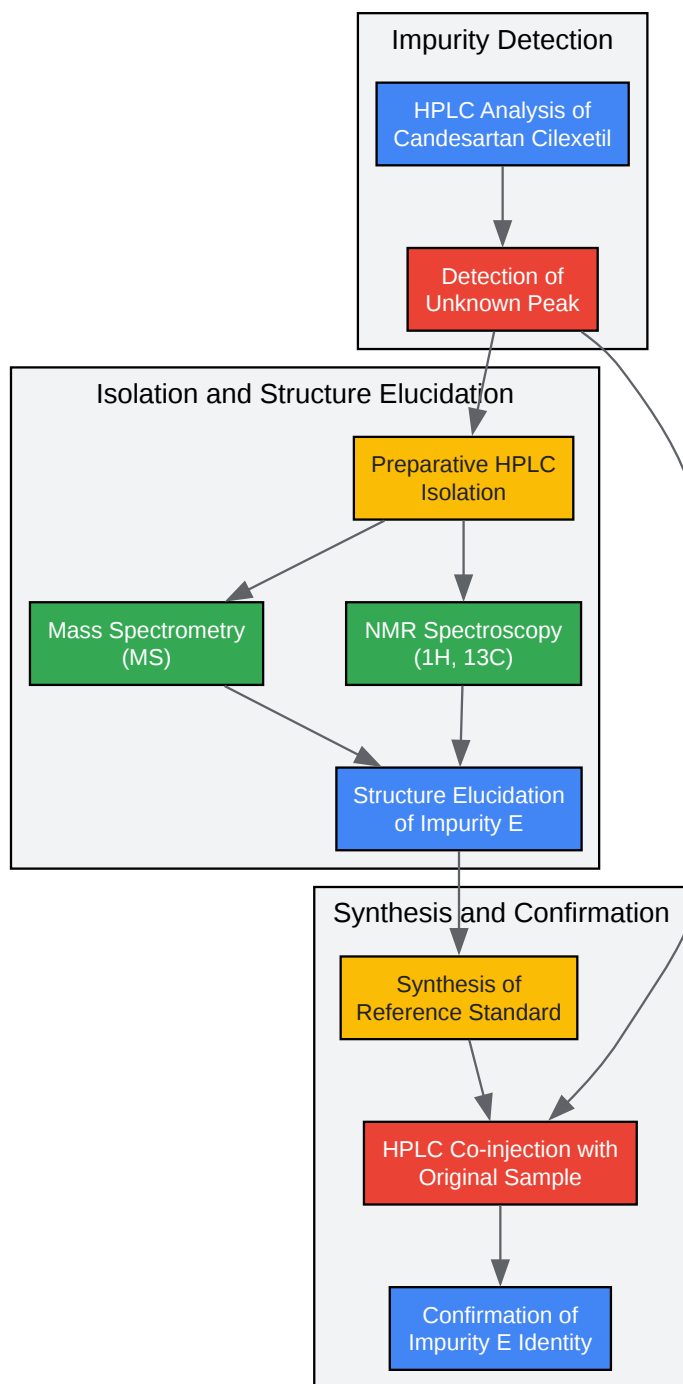 Impurity Detection
HPLC Analysis of
Candesartan Cilexetil
Detection of
Unknown Peak
Isolation and Structure Elucidation
Preparative HPLC
Isolation
Mass Spectrometry
(MS)
NMR Spectroscopy
(1H, 13C)
Structure Elucidation
of Impurity E
Synthesis and Confirmation
Synthesis of
Reference Standard
HPLC Co-injection with
Original Sample
Confirmation of
Impurity E Identity